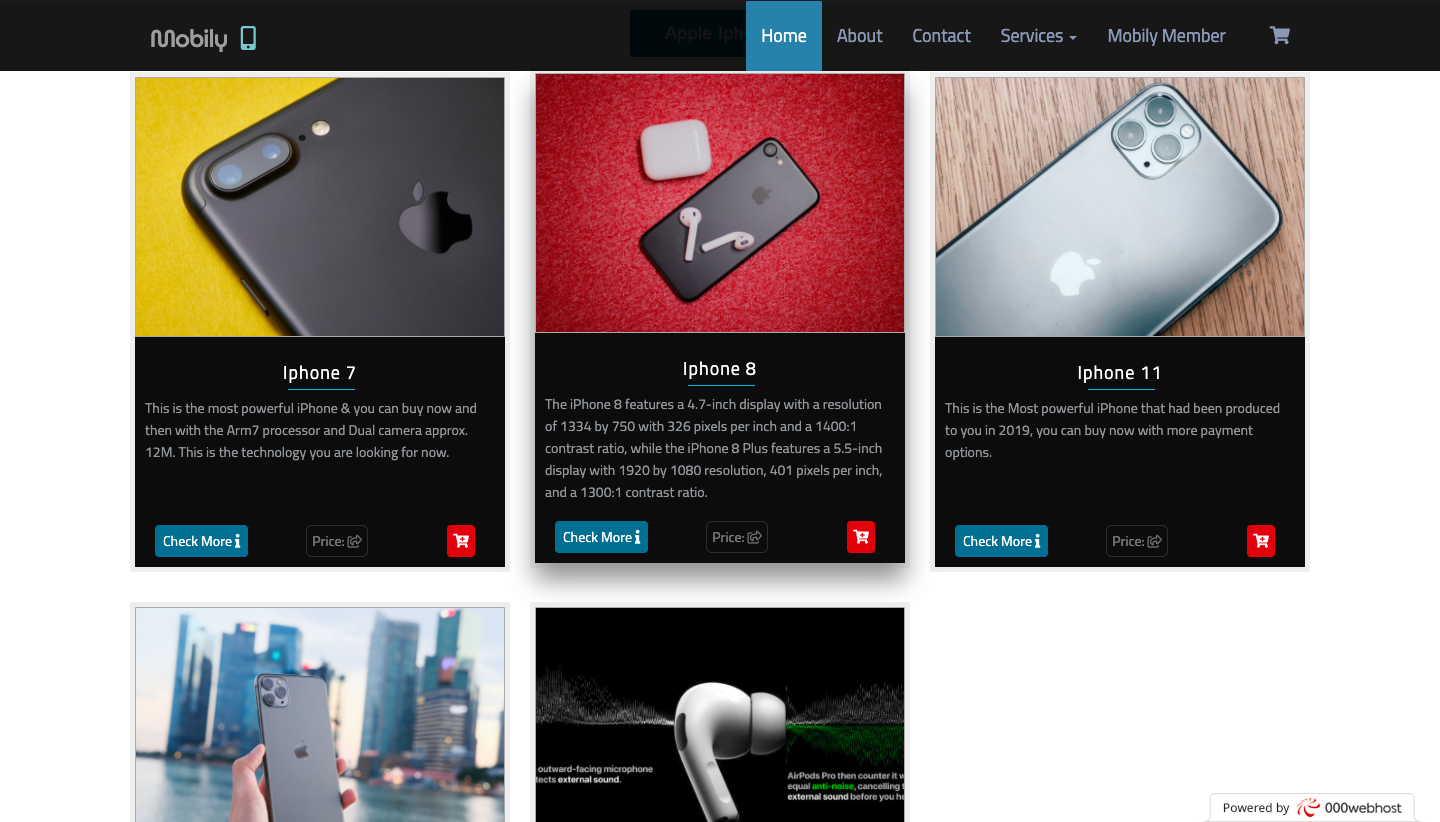 Mobily
Apple Iph
Home
About
Contact
Services
Mobily Member
Iphone 7
This is the most powerful iPhone & you can buy now and
then with the Arm7 processor and Dual camera approx.
12M. This is the technology you are looking for now.
Check More
Price:
Iphone 8
The iPhone 8 features a 4.7-inch display with a resolution
of 1334 by 750 with 326 pixels per inch and a 1400:1
contrast ratio, while the iPhone 8 Plus features a 5.5-inch
display with 1920 by 1080 resolution, 401 pixels per inch,
and a 1300:1 contrast ratio.
Check More
Price:
Iphone 11
This is the Most powerful iPhone that had been produced
to you in 2019, you can buy now with more payment
options.
Check More
Price:
outward-facing microphone
tects external sound.
AirPods Pro then counter it w
equal anti-noise, cancelling t
external sound before you he
Powered by 000webhost